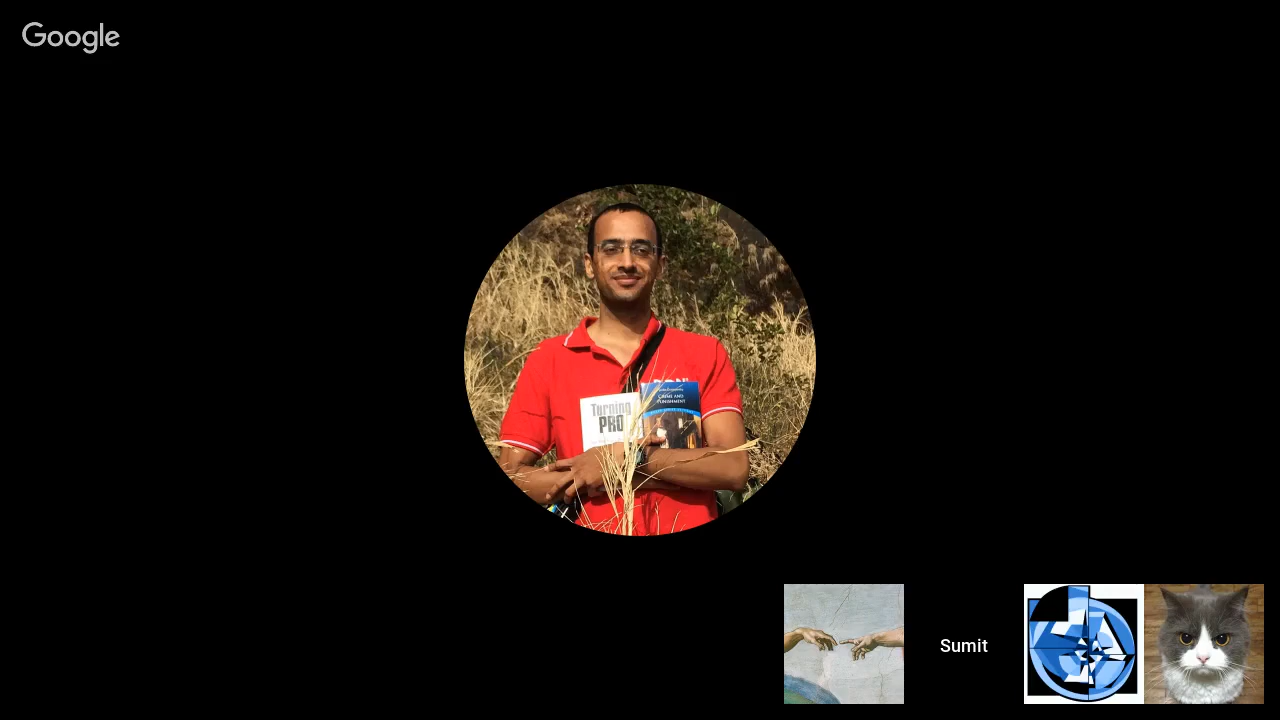 Google
Turning
PRO
CRIME AND
PUNISHMENT
Sumit